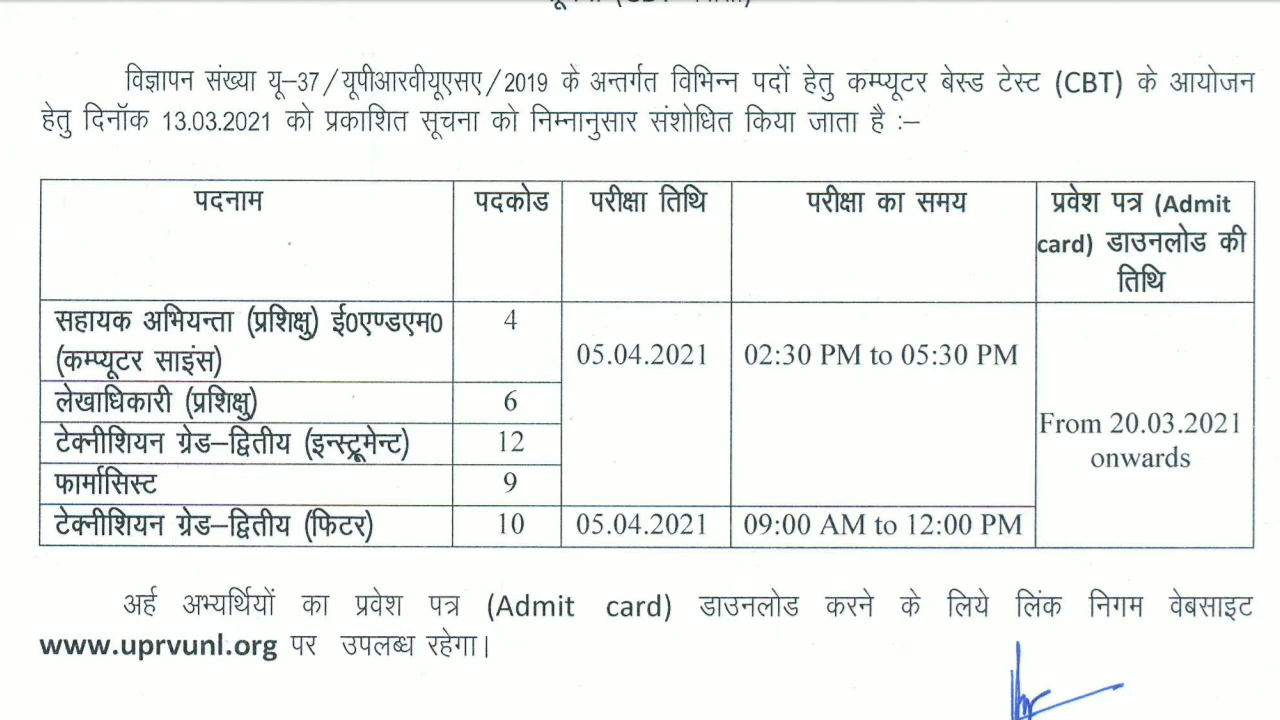 विज्ञापन संख्या यू–37/यूपीआरवीयूएसए/2019 के अन्तर्गत विभिन्न पदों हेतु कम्प्यूटर बेस्ड टेस्ट (CBT) के आयोजन
हेतु दिनॉक 13.03.2021 को प्रकाशित सूचना को निम्नानुसार संशोधित किया जाता है :–
पदनाम पदकोड परीक्षा तिथि परीक्षा का समय प्रवेश पत्र (Admit
card) डाउनलोड की
तिथि
सहायक अभियन्ता (प्रशिक्षु) ई0एण्डएम0 4
(कम्प्यूटर साइंस) 05.04.2021 02:30 PM to 05:30 PM
लेखाधिकारी (प्रशिक्षु) 6
टेक्नीशियन ग्रेड–द्वितीय (इन्स्ट्रूमेन्ट) 12 From 20.03.2021
onwards
फार्मासिस्ट 9
टेक्नीशियन ग्रेड–द्वितीय (फिटर) 10 05.04.2021 09:00 AM to 12:00 PM
अर्ह अभ्यर्थियों का प्रवेश पत्र (Admit card) डाउनलोड करने के लिये लिंक निगम वेबसाइट
www.uprvunl.org पर उपलब्ध रहेगा।